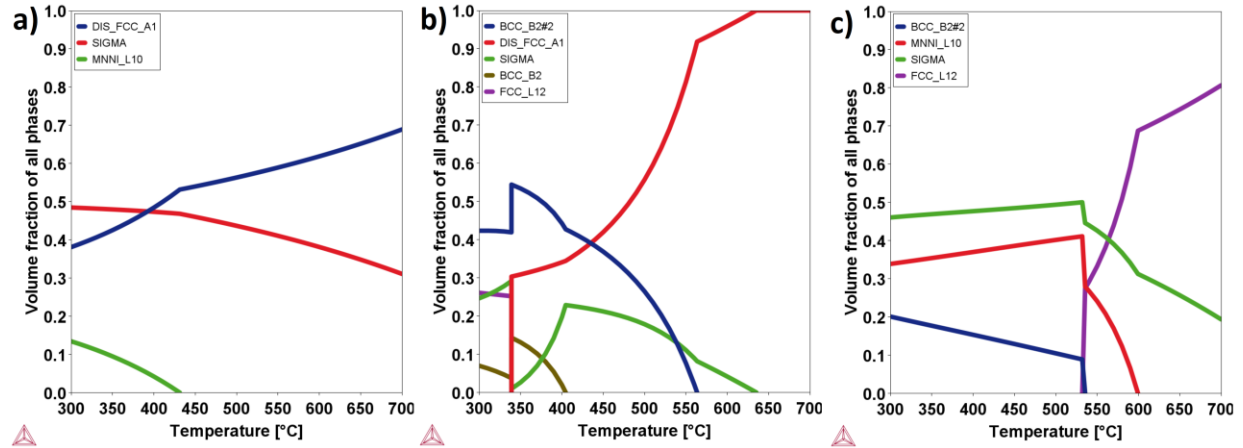 a)
Volume fraction of all phases
1.0
0.9
0.8
0.7
0.6
0.5
0.4
0.3
0.2
0.1
0.0
DIS_FCC_A1
SIGMA
MNNI_L10
300 350 400 450 500 550 600 650 700
Temperature [°C]
b)
Volume fraction of all phases
1.0
0.9
0.8
0.7
0.6
0.5
0.4
0.3
0.2
0.1
0.0
BCC_B2#2
DIS_FCC_A1
SIGMA
BCC_B2
FCC_L12
300 350 400 450 500 550 600 650 700
Temperature [°C]
c)
Volume fraction of all phases
1.0
0.9
0.8
0.7
0.6
0.5
0.4
0.3
0.2
0.1
0.0
BCC_B2#2
MNNI_L10
SIGMA
FCC_L12
300 350 400 450 500 550 600 650 700
Temperature [°C]